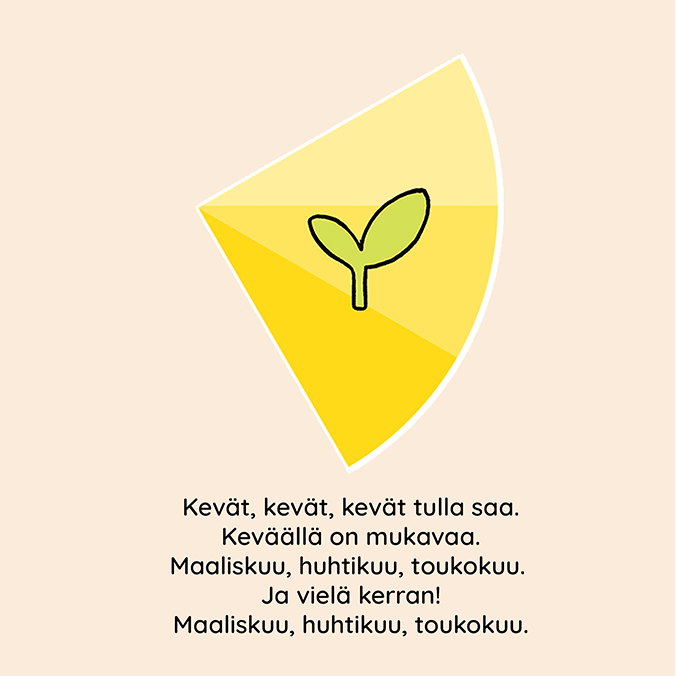 Kevät, kevät, kevät tulla saa.
Keväällä on mukavaa.
Maaliskuu, huhtikuu, toukokuu.
Ja vielä kerran!
Maaliskuu, huhtikuu, toukokuu.